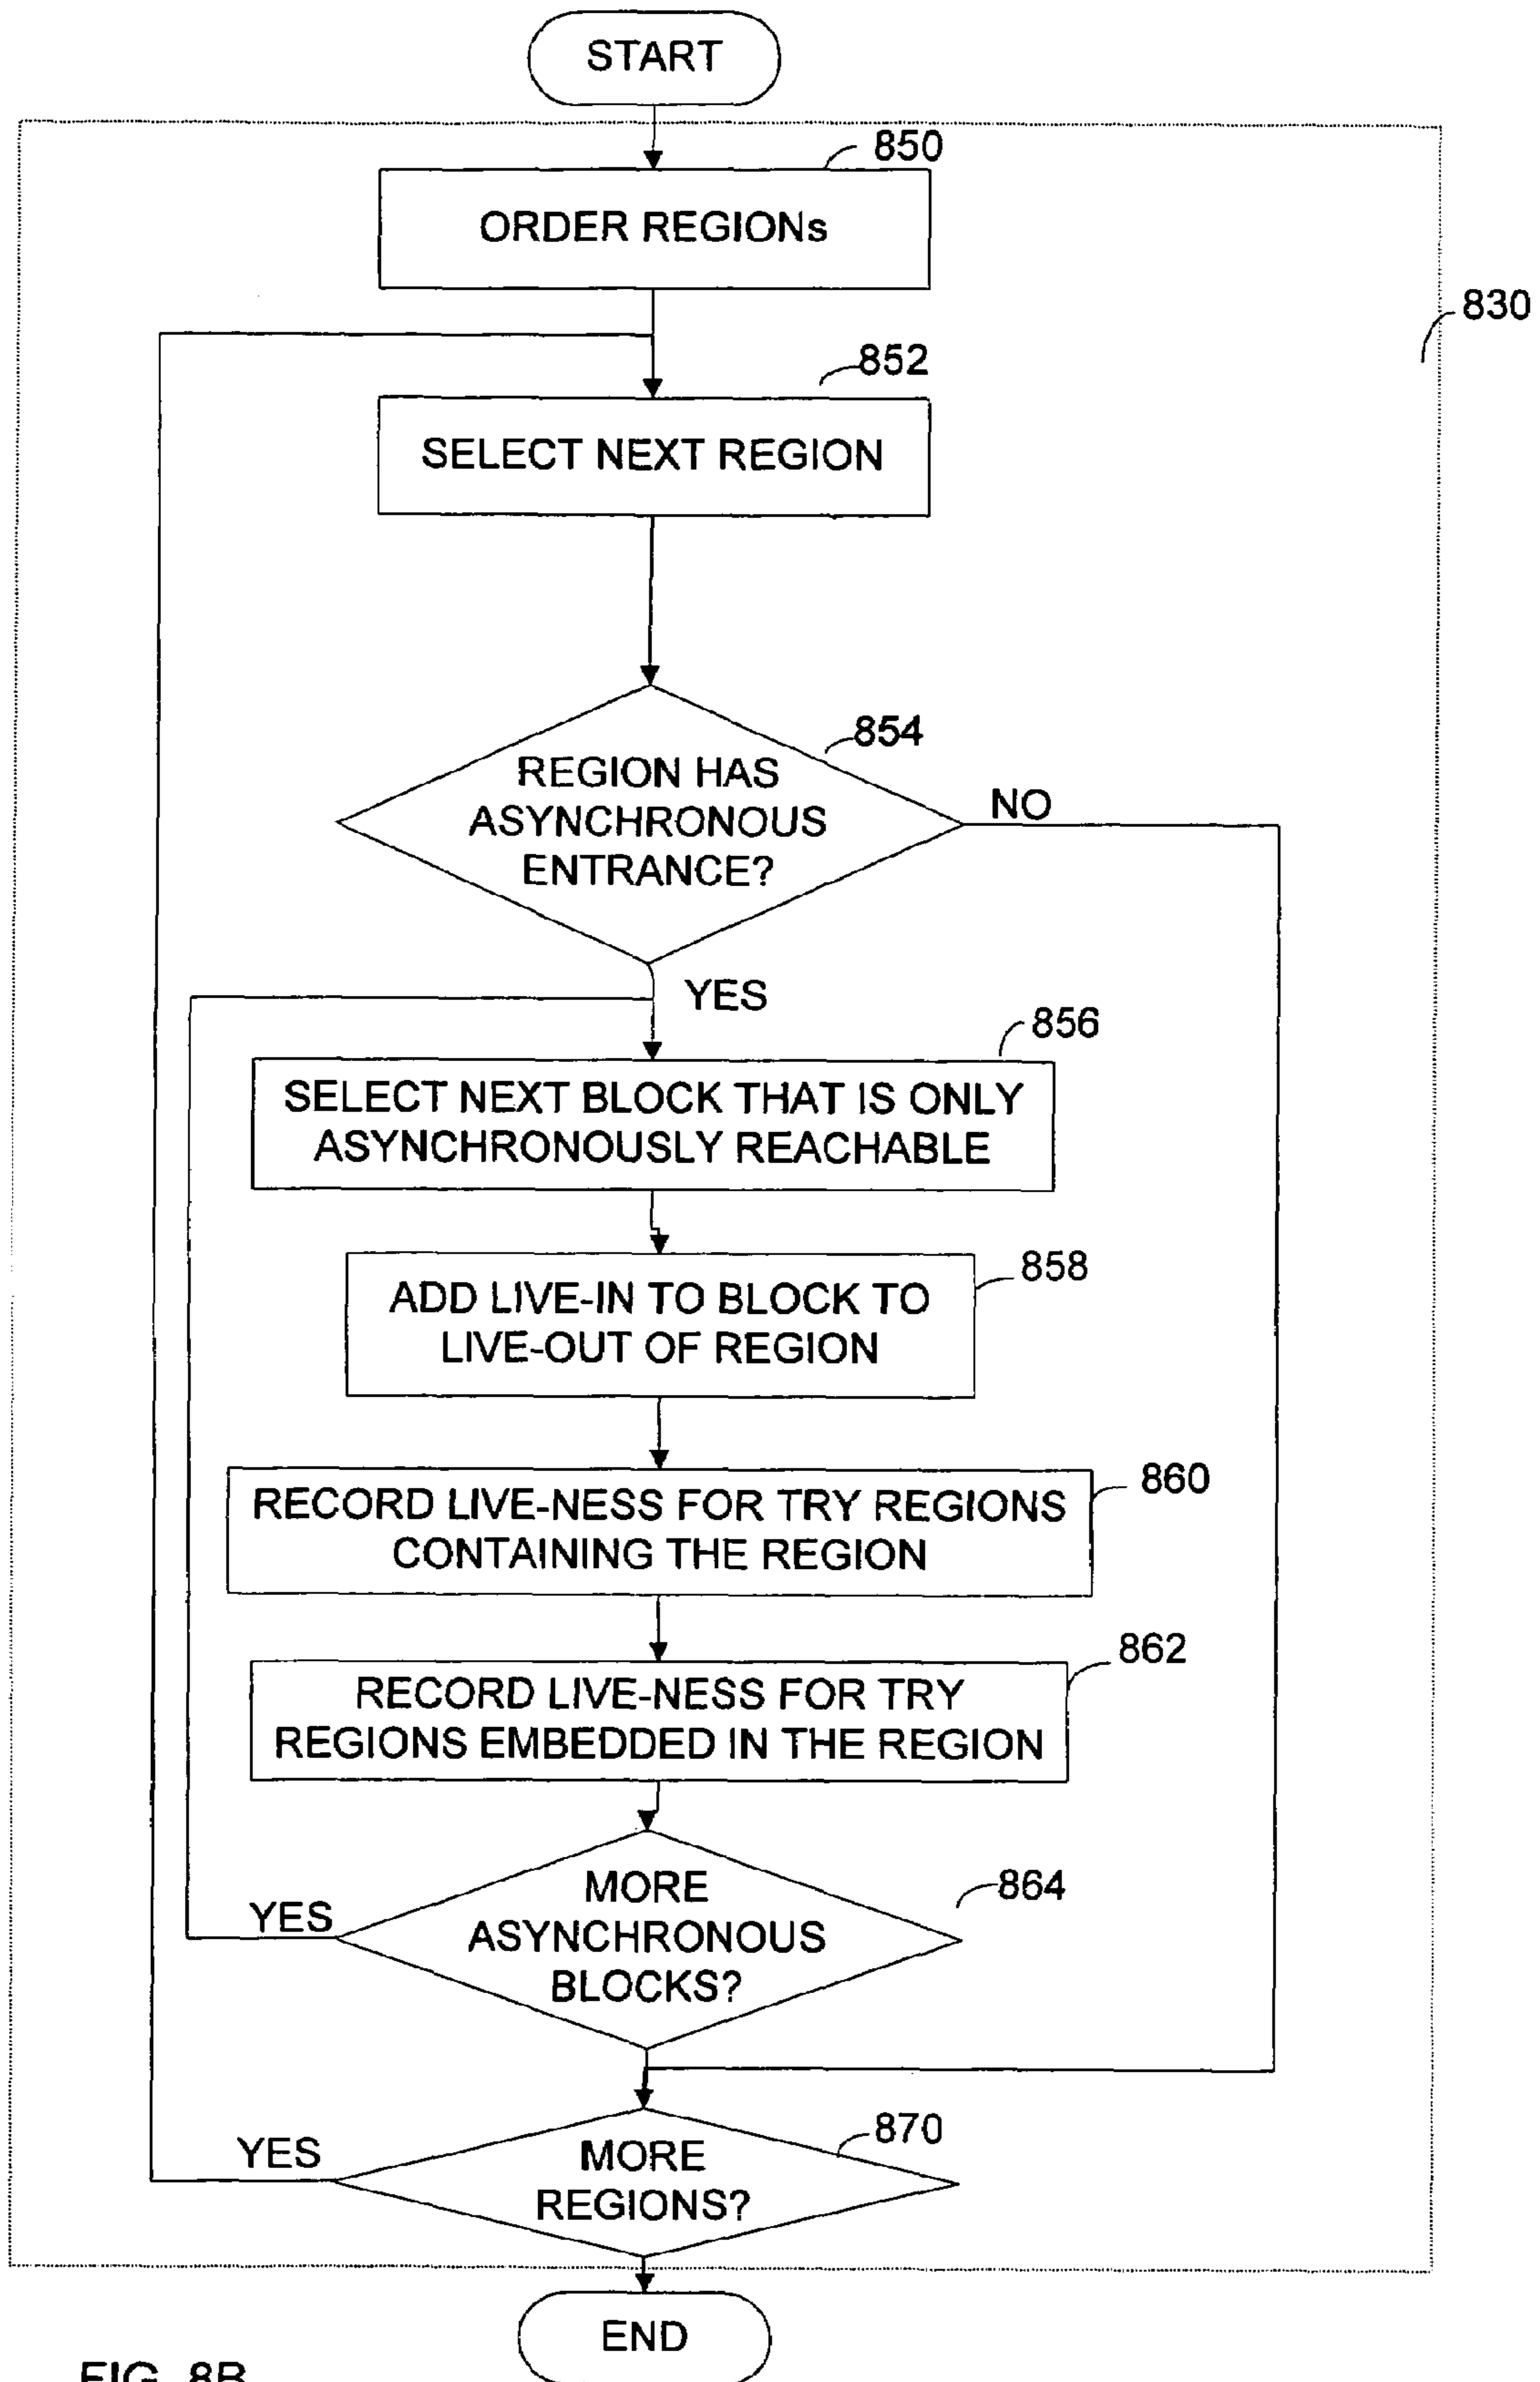 START
850
ORDER REGIONs
830
852
SELECT NEXT REGION
854
REGION HAS
ASYNCHRONOUS
ENTRANCE?
NO
YES
856
SELECT NEXT BLOCK THAT IS ONLY
ASYNCHRONOUSLY REACHABLE
858
ADD LIVE-IN TO BLOCK TO
LIVE-OUT OF REGION
860
RECORD LIVE-NESS FOR TRY REGIONS
CONTAINING THE REGION
862
RECORD LIVE-NESS FOR TRY
REGIONS EMBEDDED IN THE REGION
864
MORE
ASYNCHRONOUS
BLOCKS?
YES
870
MORE
REGIONS?
YES
END
FIG. 8B